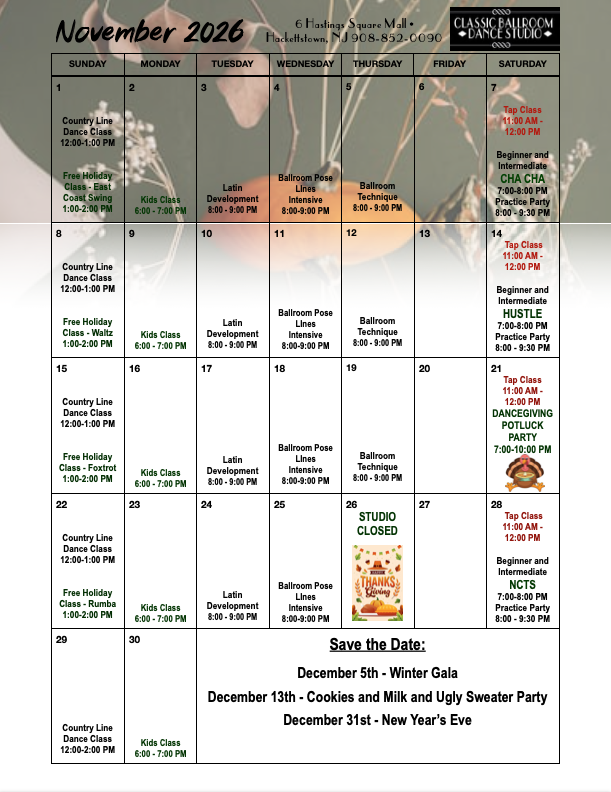 November 2026
6 Hastings Square Mall •
Hackettstown, NJ 908-852-0090
CLASSIC BALLROOM
DANCE STUDIO
SUNDAY MONDAY TUESDAY WEDNESDAY THURSDAY FRIDAY SATURDAY
1
Country Line
Dance Class
12:00-1:00 PM
Free Holiday
Class - East
Coast Swing
1:00-2:00 PM
2
Kids Class
6:00 - 7:00 PM
3
Latin
Development
8:00 - 9:00 PM
4
Ballroom Pose
LInes
Intensive
8:00-9:00 PM
5
Ballroom
Technique
8:00 - 9:00 PM
6
7
Tap Class
11:00 AM -
12:00 PM
Beginner and
Intermediate
CHA CHA
7:00-8:00 PM
Practice Party
8:00 - 9:30 PM
8
Country Line
Dance Class
12:00-1:00 PM
Free Holiday
Class - Waltz
1:00-2:00 PM
9
Kids Class
6:00 - 7:00 PM
10
Latin
Development
8:00 - 9:00 PM
11
Ballroom Pose
LInes
Intensive
8:00-9:00 PM
12
Ballroom
Technique
8:00 - 9:00 PM
13
14
Tap Class
11:00 AM -
12:00 PM
Beginner and
Intermediate
HUSTLE
7:00-8:00 PM
Practice Party
8:00 - 9:30 PM
15
Country Line
Dance Class
12:00-1:00 PM
Free Holiday
Class - Foxtrot
1:00-2:00 PM
16
Kids Class
6:00 - 7:00 PM
17
Latin
Development
8:00 - 9:00 PM
18
Ballroom Pose
LInes
Intensive
8:00-9:00 PM
19
Ballroom
Technique
8:00 - 9:00 PM
20
21
Tap Class
11:00 AM -
12:00 PM
DANCEGIVING
POTLUCK
PARTY
7:00-10:00 PM
22
Country Line
Dance Class
12:00-1:00 PM
Free Holiday
Class - Rumba
1:00-2:00 PM
23
Kids Class
6:00 - 7:00 PM
24
Latin
Development
8:00 - 9:00 PM
25
Ballroom Pose
LInes
Intensive
8:00-9:00 PM
26
STUDIO
CLOSED
THANKS
Giving
27
28
Tap Class
11:00 AM -
12:00 PM
Beginner and
Intermediate
NCTS
7:00-8:00 PM
Practice Party
8:00 - 9:30 PM
29
Country Line
Dance Class
12:00-2:00 PM
30
Kids Class
6:00 - 7:00 PM
Save the Date:
December 5th - Winter Gala
December 13th - Cookies and Milk and Ugly Sweater Party
December 31st - New Year's Eve